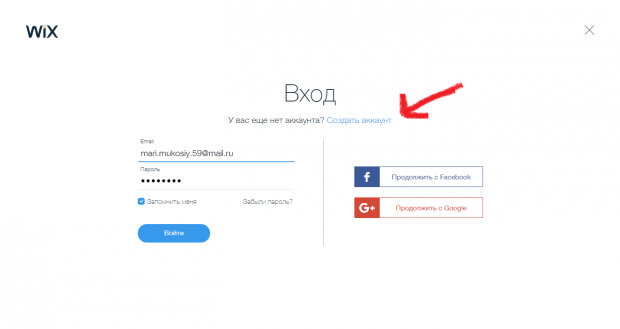 WiX
Вход
У вас еще нет аккаунта? Создать аккаунт
Email
mari.mukosiy.59@mail.ru
Пароль
••••••••
Запомнить меня
Забыли пароль?
Войти
f Продолжить с Facebook
G+ Продолжить с Google